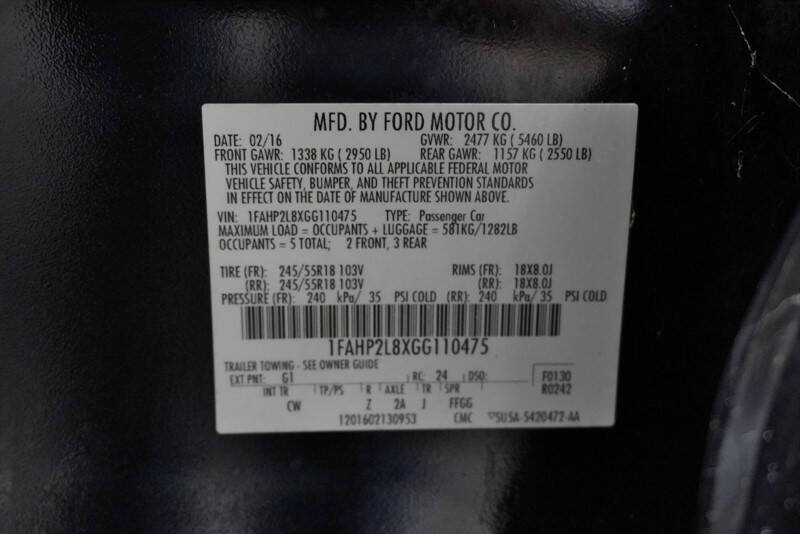 MFD. BY FORD MOTOR CO.
DATE: 02/16 GVWR: 2477 KG ( 5460 LB)
FRONT GAWR: 1338 KG ( 2950 LB) REAR GAWR: 1157 KG ( 2550 LB)
THIS VEHICLE CONFORMS TO ALL APPLICABLE FEDERAL MOTOR
VEHICLE SAFETY, BUMPER, AND THEFT PREVENTION STANDARDS
IN EFFECT ON THE DATE OF MANUFACTURE SHOWN ABOVE.
VIN: 1FAHP2L8XGG110475 TYPE: Passenger Car
MAXIMUM LOAD = OCCUPANTS + LUGGAGE = 581KG/1282LB
OCCUPANTS = 5 TOTAL; 2 FRONT, 3 REAR
TIRE (FR): 245/55R18 103V RIMS (FR): 18X8.0J
(RR): 245/55R18 103V (RR): 18X8.0J
PRESSURE (FR): 240 kPa/ 35 PSI COLD (RR): 240 kPa/ 35 PSI COLD
1FAHP2L8XGG110475
TRAILER TOWING - SEE OWNER GUIDE
EXT PNT: G1 RC: 24 DSO: F0130
INT TR TP/PS R AXLE TR SPR R0242
CW Z 2A J FFGG
1201602130953 CMC 5U5A-5420472-AA